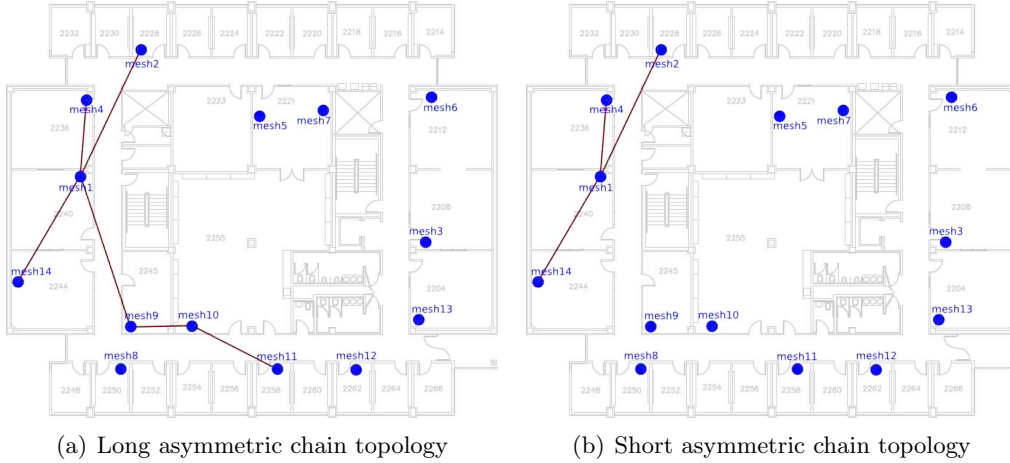 2232 2230 2228 2226 2224 2222 2220 2218 2216 2214
mesh2
2223 2221
mesh4 mesh7 mesh6
mesh5
2236 2212
mesh1
2240 2208
2255 mesh3
mesh14 2245
2244 2204
mesh9 mesh10 mesh13
mesh8 mesh11 mesh12
2248 2250 2252 2254 2256 2258 2260 2262 2264 2266
(a) Long asymmetric chain topology
2232 2230 2228 2226 2224 2222 2220 2218 2216 2214
mesh2
2223 2221
mesh4 mesh7 mesh6
mesh5
2236 2212
mesh1
2240 2208
2255 mesh3
mesh14 2245
2244 2204
mesh9 mesh10 mesh13
mesh8 mesh11 mesh12
2248 2250 2252 2254 2256 2258 2260 2262 2264 2266
(b) Short asymmetric chain topology